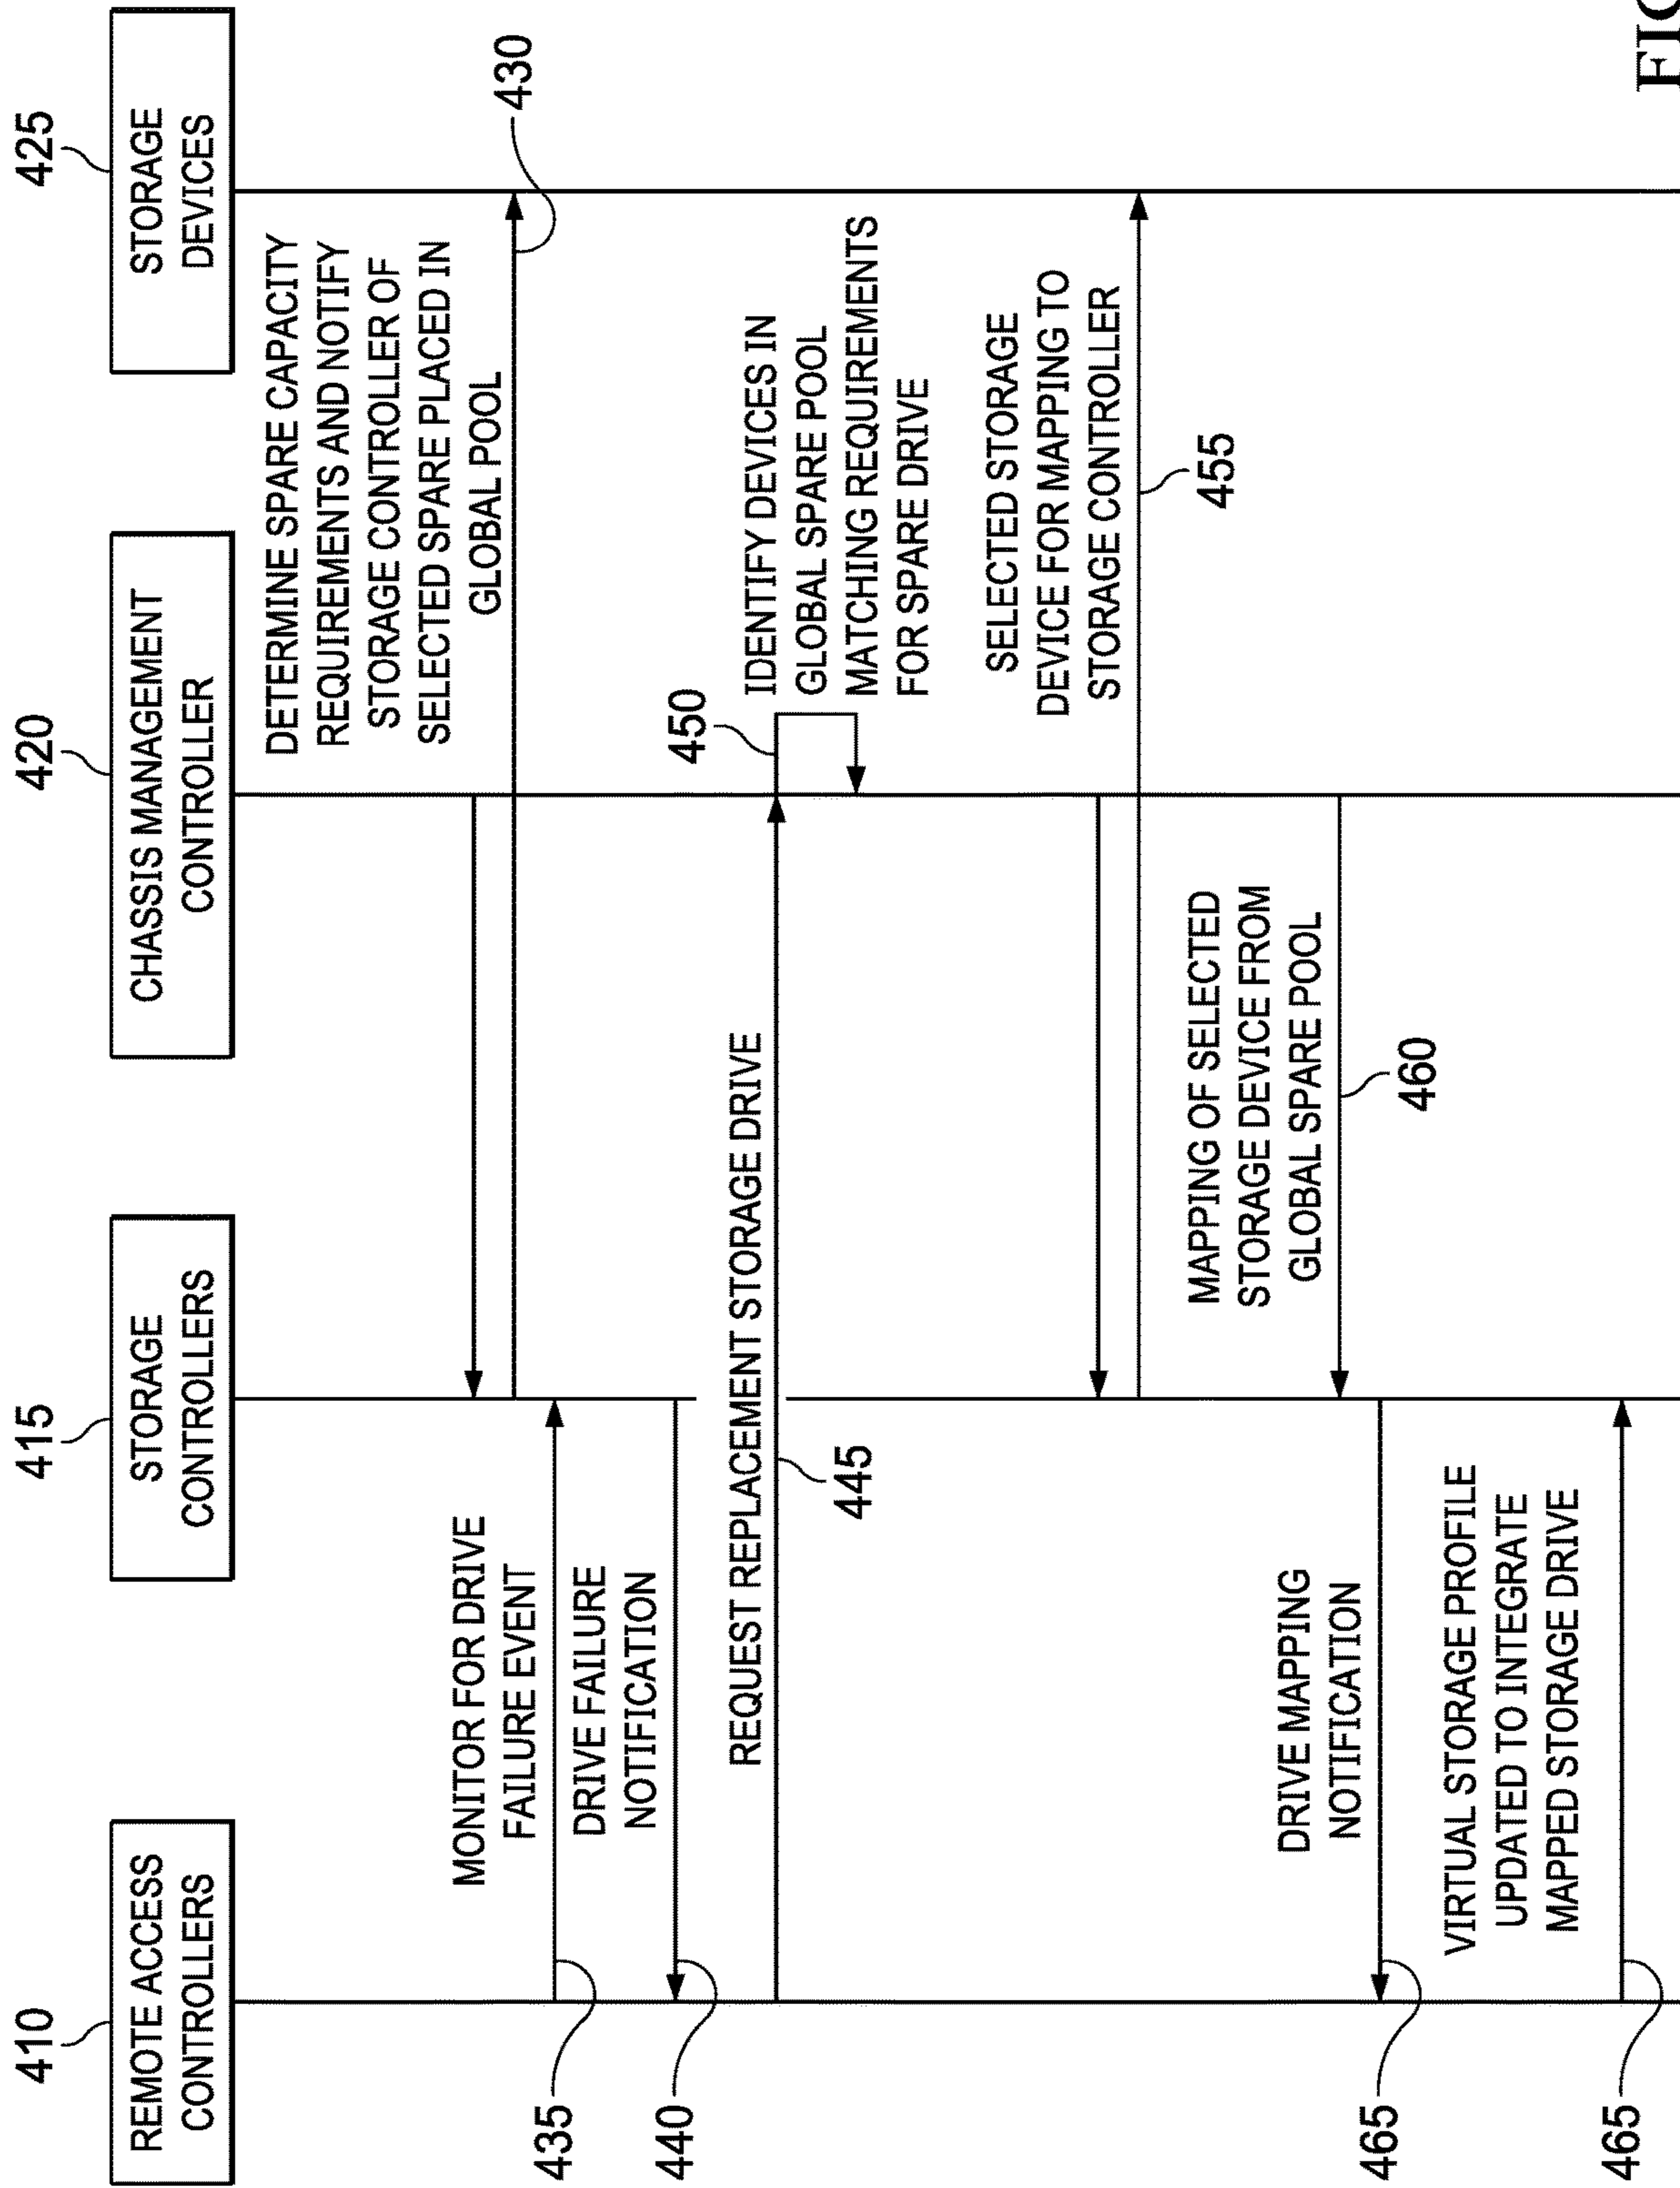 410
REMOTE ACCESS
CONTROLLERS
415
STORAGE
CONTROLLERS
420
CHASSIS MANAGEMENT
CONTROLLER
425
STORAGE
DEVICES
DETERMINE SPARE CAPACITY
REQUIREMENTS AND NOTIFY
STORAGE CONTROLLER OF
SELECTED SPARE PLACED IN
GLOBAL POOL
430
MONITOR FOR DRIVE
FAILURE EVENT
435
DRIVE FAILURE
NOTIFICATION
440
REQUEST REPLACEMENT STORAGE DRIVE
445
450
IDENTIFY DEVICES IN
GLOBAL SPARE POOL
MATCHING REQUIREMENTS
FOR SPARE DRIVE
SELECTED STORAGE
DEVICE FOR MAPPING TO
STORAGE CONTROLLER
455
MAPPING OF SELECTED
STORAGE DEVICE FROM
GLOBAL SPARE POOL
460
DRIVE MAPPING
NOTIFICATION
465
VIRTUAL STORAGE PROFILE
UPDATED TO INTEGRATE
MAPPED STORAGE DRIVE
465